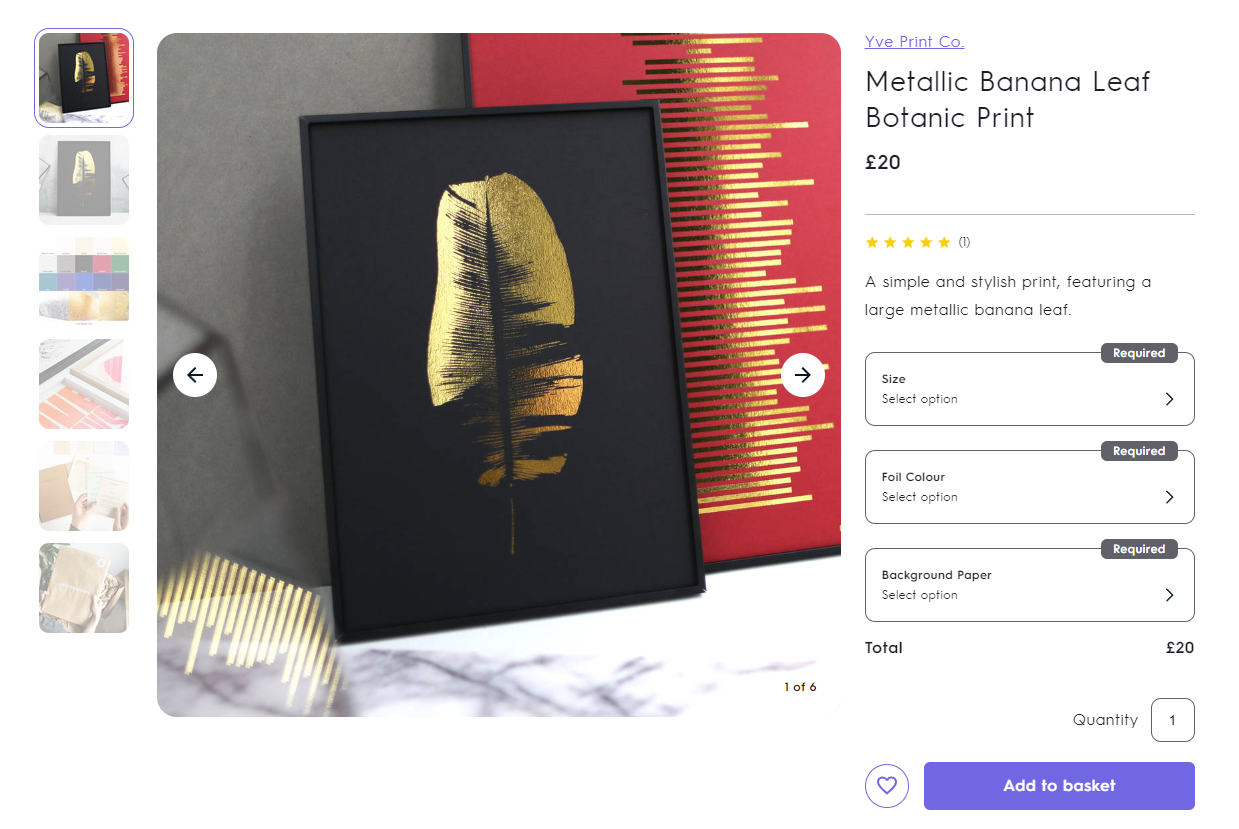 Yve Print Co.
Metallic Banana Leaf
Botanic Print
£20
(1)
A simple and stylish print, featuring a
large metallic banana leaf.
Required
Size
Select option
Required
Foil Colour
Select option
Required
Background Paper
Select option
Total £20
1 of 6
Quantity 1
Add to basket